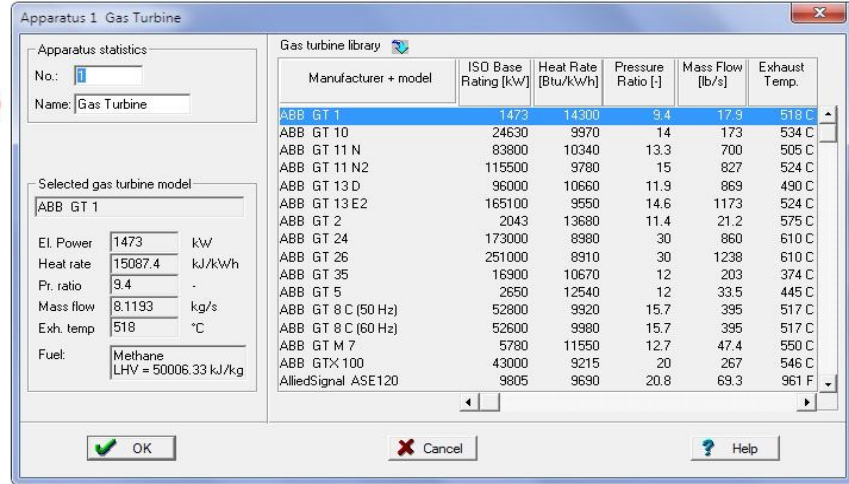 Apparatus 1 Gas Turbine
Apparatus statistics
No.: 1
Name: Gas Turbine
Selected gas turbine model
ABB GT 1
El. Power 1473 kW
Heat rate 15087.4 kJ/kWh
Pr. ratio 9.4 -
Mass flow 8.1193 kg/s
Exh. temp 518 °C
Fuel: Methane
LHV = 50006.33 kJ/kg
Gas turbine library
Manufacturer + model ISO Base Rating [kW] Heat Rate [Btu/kWh] Pressure Ratio [-] Mass Flow [lb/s] Exhaust Temp.
ABB GT 1 1473 14300 9.4 17.9 518 C
ABB GT 10 24630 9970 14 173 534 C
ABB GT 11 N 83800 10340 13.3 700 505 C
ABB GT 11 N2 115500 9780 15 827 524 C
ABB GT 13 D 96000 10660 11.9 869 490 C
ABB GT 13 E2 165100 9550 14.6 1173 524 C
ABB GT 2 2043 13680 11.4 21.2 575 C
ABB GT 24 173000 8980 30 860 610 C
ABB GT 26 251000 8910 30 1238 610 C
ABB GT 35 16900 10670 12 203 374 C
ABB GT 5 2650 12540 12 33.5 445 C
ABB GT 8 C (50 Hz) 52800 9920 15.7 395 517 C
ABB GT 8 C (60 Hz) 52600 9980 15.7 395 517 C
ABB GT M 7 5780 11550 12.7 47.4 550 C
ABB GTX 100 43000 9215 20 267 546 C
AlliedSignal ASE120 9805 9690 20.8 69.3 961 F
OK
Cancel
Help